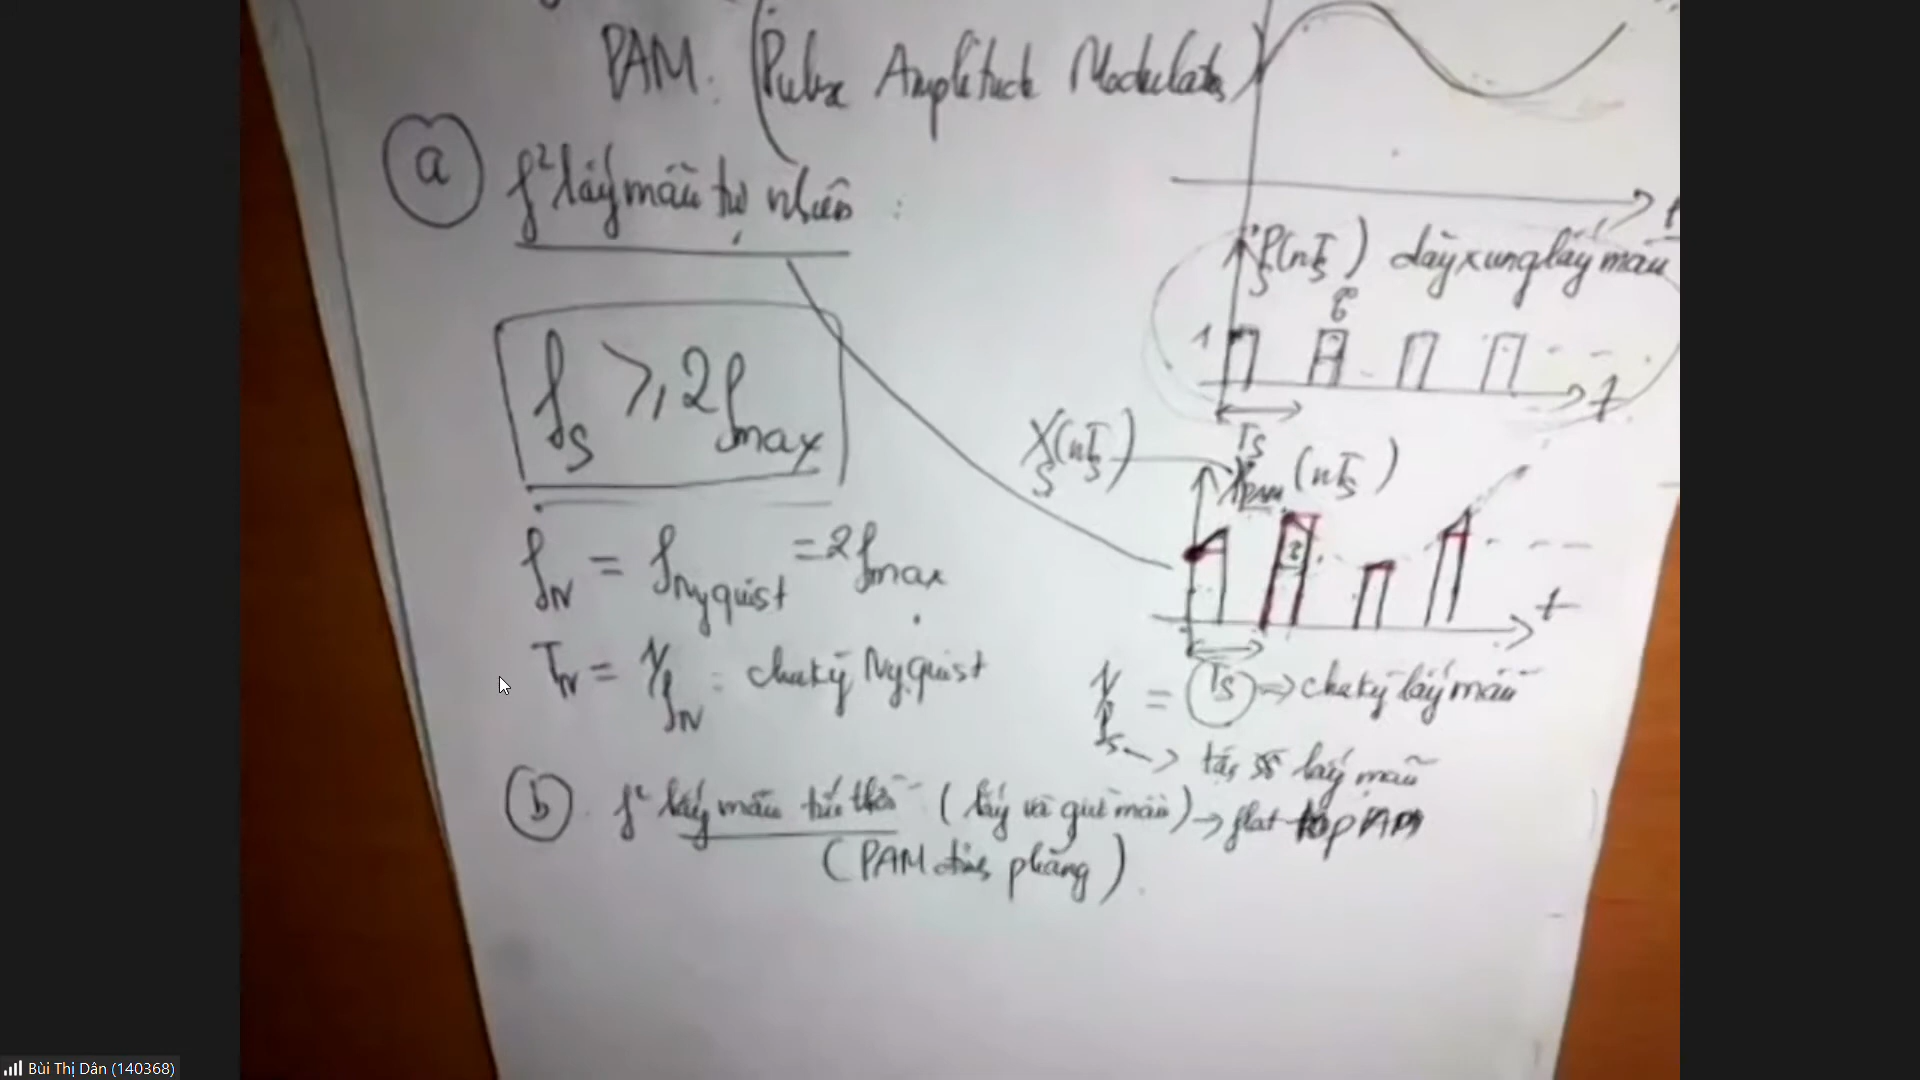 PAM. (Pulse Amplitude Modulation)
a
f² lấy mẫu tự nhiên :
fs ≥ 2fmax
fN = fNyquist = 2fmax
TN = 1/fN = chu kỳ Nyquist
b . f² lấy mẫu tức thời (lấy và giữ mẫu) → flat top PAM
(PAM đỉnh phẳng).
t
Ps(nTs) dãy xung lấy mẫu
τ
1
t
Ts
Xs(nTs)
XPAM(nTs)
τ
t
1/fs = Ts ⇒ chu kỳ lấy mẫu
→ tần số lấy mẫu
Bùi Thị Dân (140368)